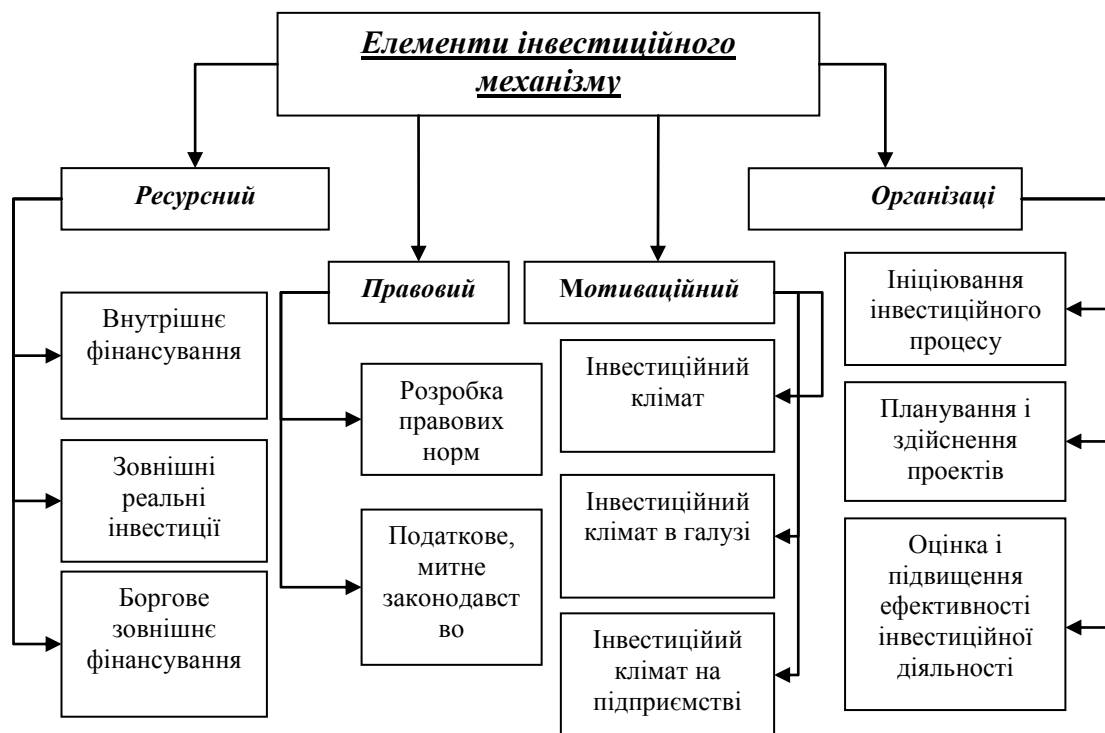 Елементи інвестиційного
механізму
Ресурсний
Організаці
Правовий
Мотиваційний
Внутрішнє
фінансування
Зовнішні
реальні
інвестиції
Боргове
зовнішнє
фінансування
Розробка
правових
норм
Податкове,
митне
законодавст
во
Інвестиційний
клімат
Інвестиційний
клімат в галузі
Інвестиціий
клімат на
підприємстві
Ініціювання
інвестиційного
процесу
Планування і
здійснення
проектів
Оцінка і
підвищення
ефективності
інвестиційної
діяльності